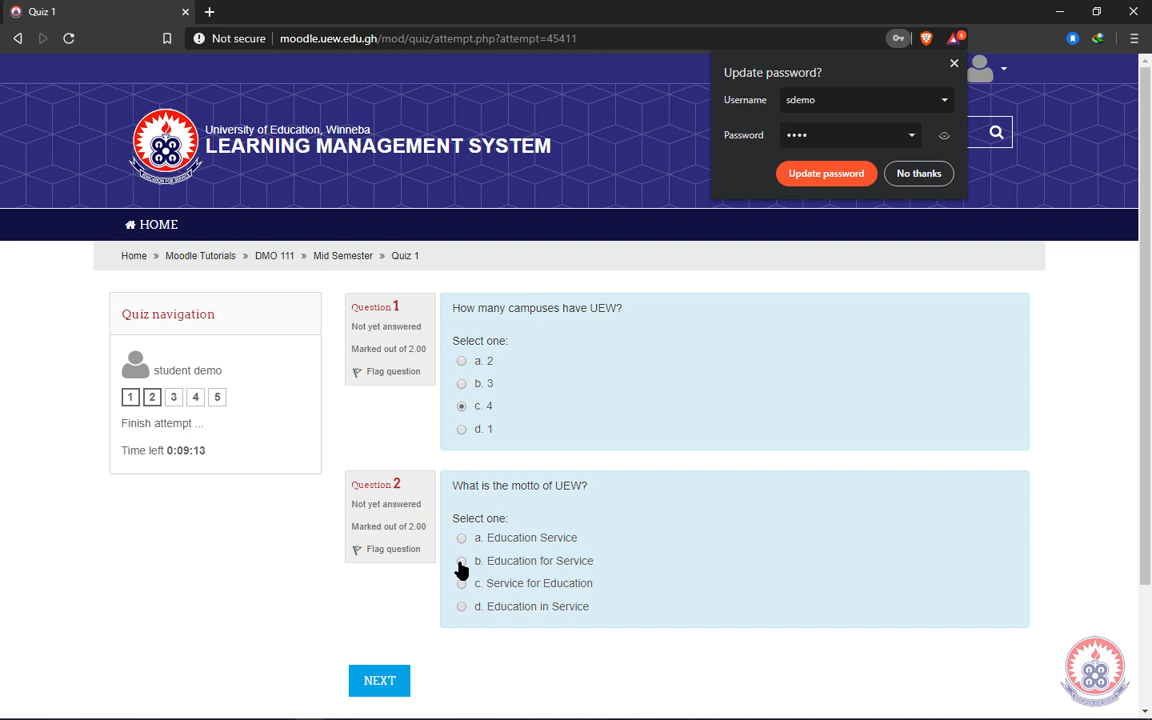 Quiz 1
Not secure
moodle.uew.edu.gh/mod/quiz/attempt.php?attempt=45411
5
Update password?
Username sdemo
Password ••••
Update password No thanks
University of Education, Winneba
LEARNING MANAGEMENT SYSTEM
EDUCATION FOR SERVICE
HOME
Home » Moodle Tutorials » DMO 111 » Mid Semester » Quiz 1
Quiz navigation
student demo
1 2 3 4 5
Finish attempt ...
Time left 0:09:13
Question 1
Not yet answered
Marked out of 2.00
Flag question
How many campuses have UEW?
Select one:
a. 2
b. 3
c. 4
d. 1
Question 2
Not yet answered
Marked out of 2.00
Flag question
What is the motto of UEW?
Select one:
a. Education Service
b. Education for Service
c. Service for Education
d. Education in Service
NEXT